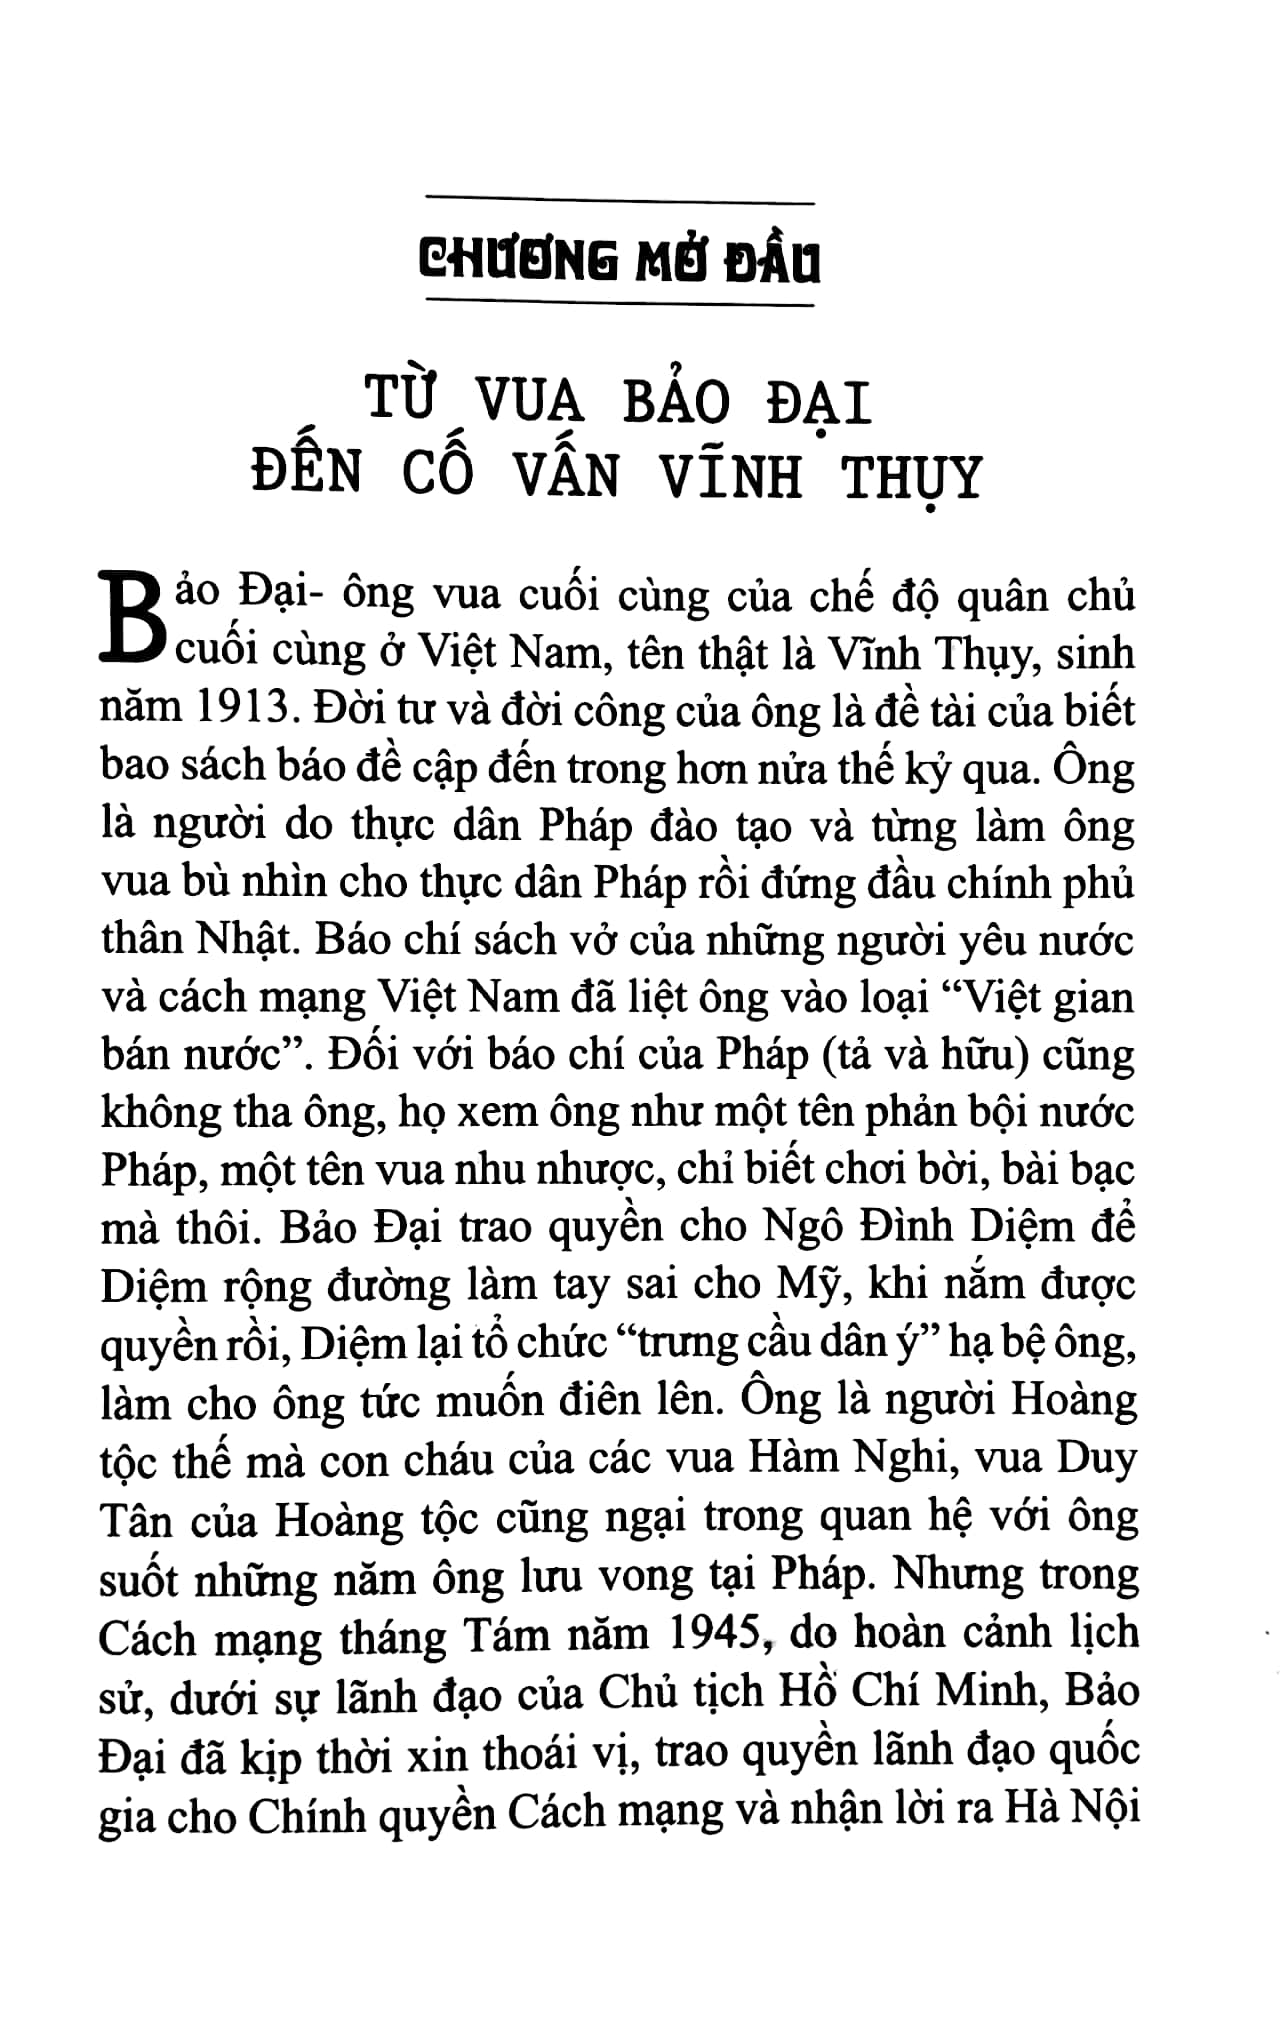 CHƯƠNG MỞ ĐẦU
TỪ VUA BẢO ĐẠI
ĐẾN CỐ VẤN VĨNH THỤY
Bảo Đại- ông vua cuối cùng của chế độ quân chủ
cuối cùng ở Việt Nam, tên thật là Vĩnh Thụy, sinh
năm 1913. Đời tư và đời công của ông là đề tài của biết
bao sách báo đề cập đến trong hơn nửa thế kỷ qua. Ông
là người do thực dân Pháp đào tạo và từng làm ông
vua bù nhìn cho thực dân Pháp rồi đứng đầu chính phủ
thân Nhật. Báo chí sách vở của những người yêu nước
và cách mạng Việt Nam đã liệt ông vào loại “Việt gian
bán nước”. Đối với báo chí của Pháp (tả và hữu) cũng
không tha ông, họ xem ông như một tên phản bội nước
Pháp, một tên vua nhu nhược, chỉ biết chơi bời, bài bạc
mà thôi. Bảo Đại trao quyền cho Ngô Đình Diệm để
Diệm rộng đường làm tay sai cho Mỹ, khi nắm được
quyền rồi, Diệm lại tổ chức “trưng cầu dân ý” hạ bệ ông,
làm cho ông tức muốn điên lên. Ông là người Hoàng
tộc thế mà con cháu của các vua Hàm Nghi, vua Duy
Tân của Hoàng tộc cũng ngại trong quan hệ với ông
suốt những năm ông lưu vong tại Pháp. Nhưng trong
Cách mạng tháng Tám năm 1945, do hoàn cảnh lịch
sử, dưới sự lãnh đạo của Chủ tịch Hồ Chí Minh, Bảo
Đại đã kịp thời xin thoái vị, trao quyền lãnh đạo quốc
gia cho Chính quyền Cách mạng và nhận lời ra Hà Nội